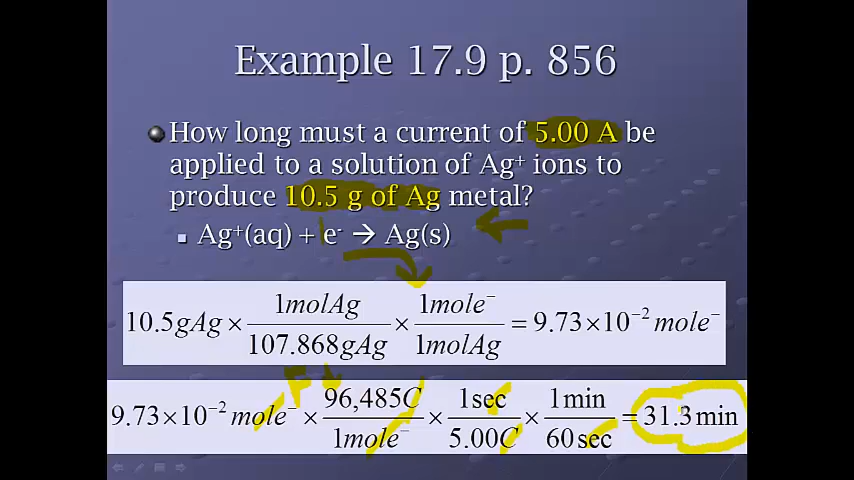 Example 17.9 p. 856
How long must a current of 5.00 A be
applied to a solution of Ag⁺ ions to
produce 10.5 g of Ag metal?
Ag⁺(aq) + e⁻ → Ag(s)
10.5gAg × 1molAg/107.868gAg × 1mole⁻/1molAg = 9.73×10⁻² mole⁻
F
9.73×10⁻² mole⁻ × 96,485C/1mole⁻ × 1sec/5.00C × 1min/60sec = 31.3min